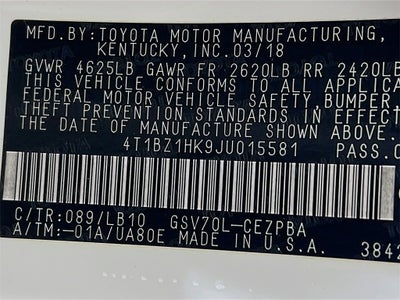 MFD.BY:TOYOTA MOTOR MANUFACTURING,
KENTUCKY, INC.03/18
GVWR 4625LB GAWR FR 2620LB RR 2420LB
THIS VEHICLE CONFORMS TO ALL APPLICA
FEDERAL MOTOR VEHICLE SAFETY,BUMPER,
THEFT PREVENTION STANDARDS IN EFFECT
THE DATE OF MANUFACTURE SHOWN ABOVE
4T1BZ1HK9JU015581 PASS.C
C/TR:089/LB10 GSV70L-CEZPBA
A/TM:-01A/UA80E MADE IN U.S.A. 3842